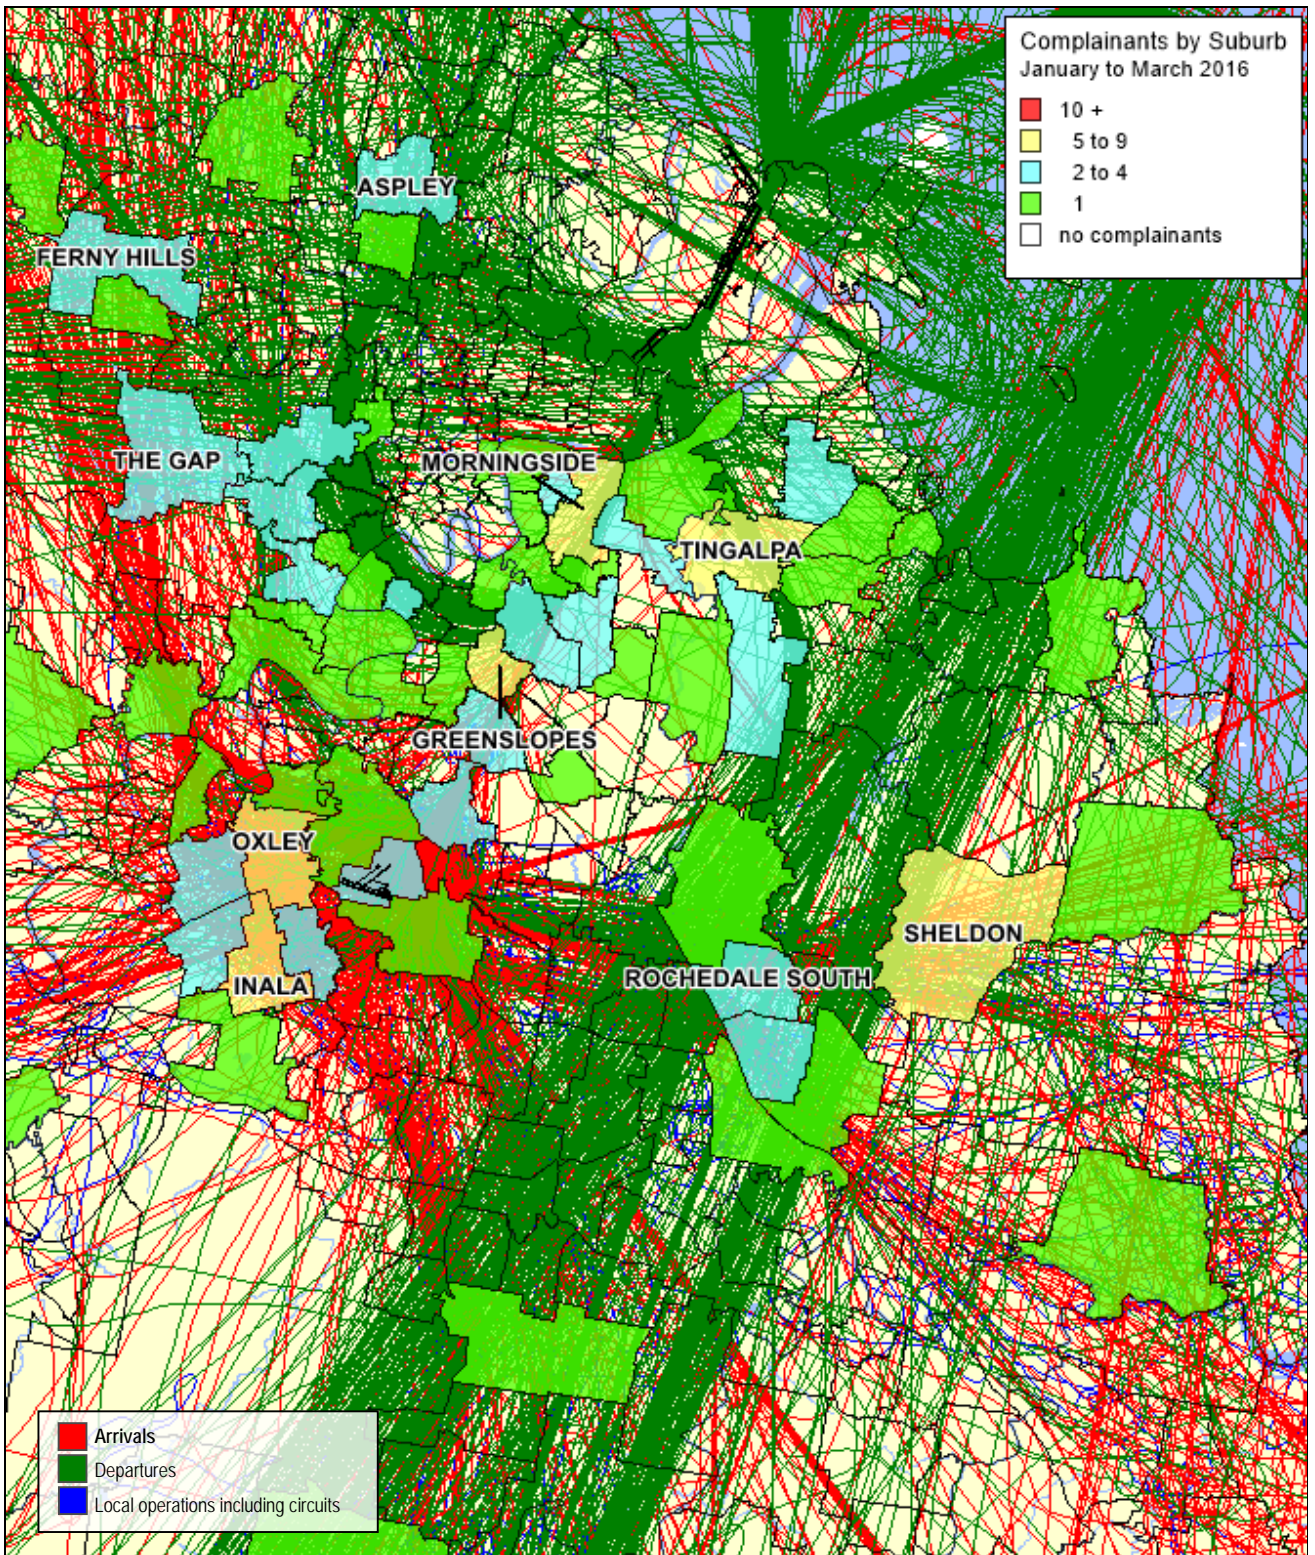 Complainants by Suburb
January to March 2016
10 +
5 to 9
2 to 4
1
no complainants
ASPLEY
FERNY HILLS
THE GAP
MORNINGSIDE
TINGALPA
GREENSLOPES
OXLEY
SHELDON
ROCHEDALE SOUTH
INALA
Arrivals
Departures
Local operations including circuits